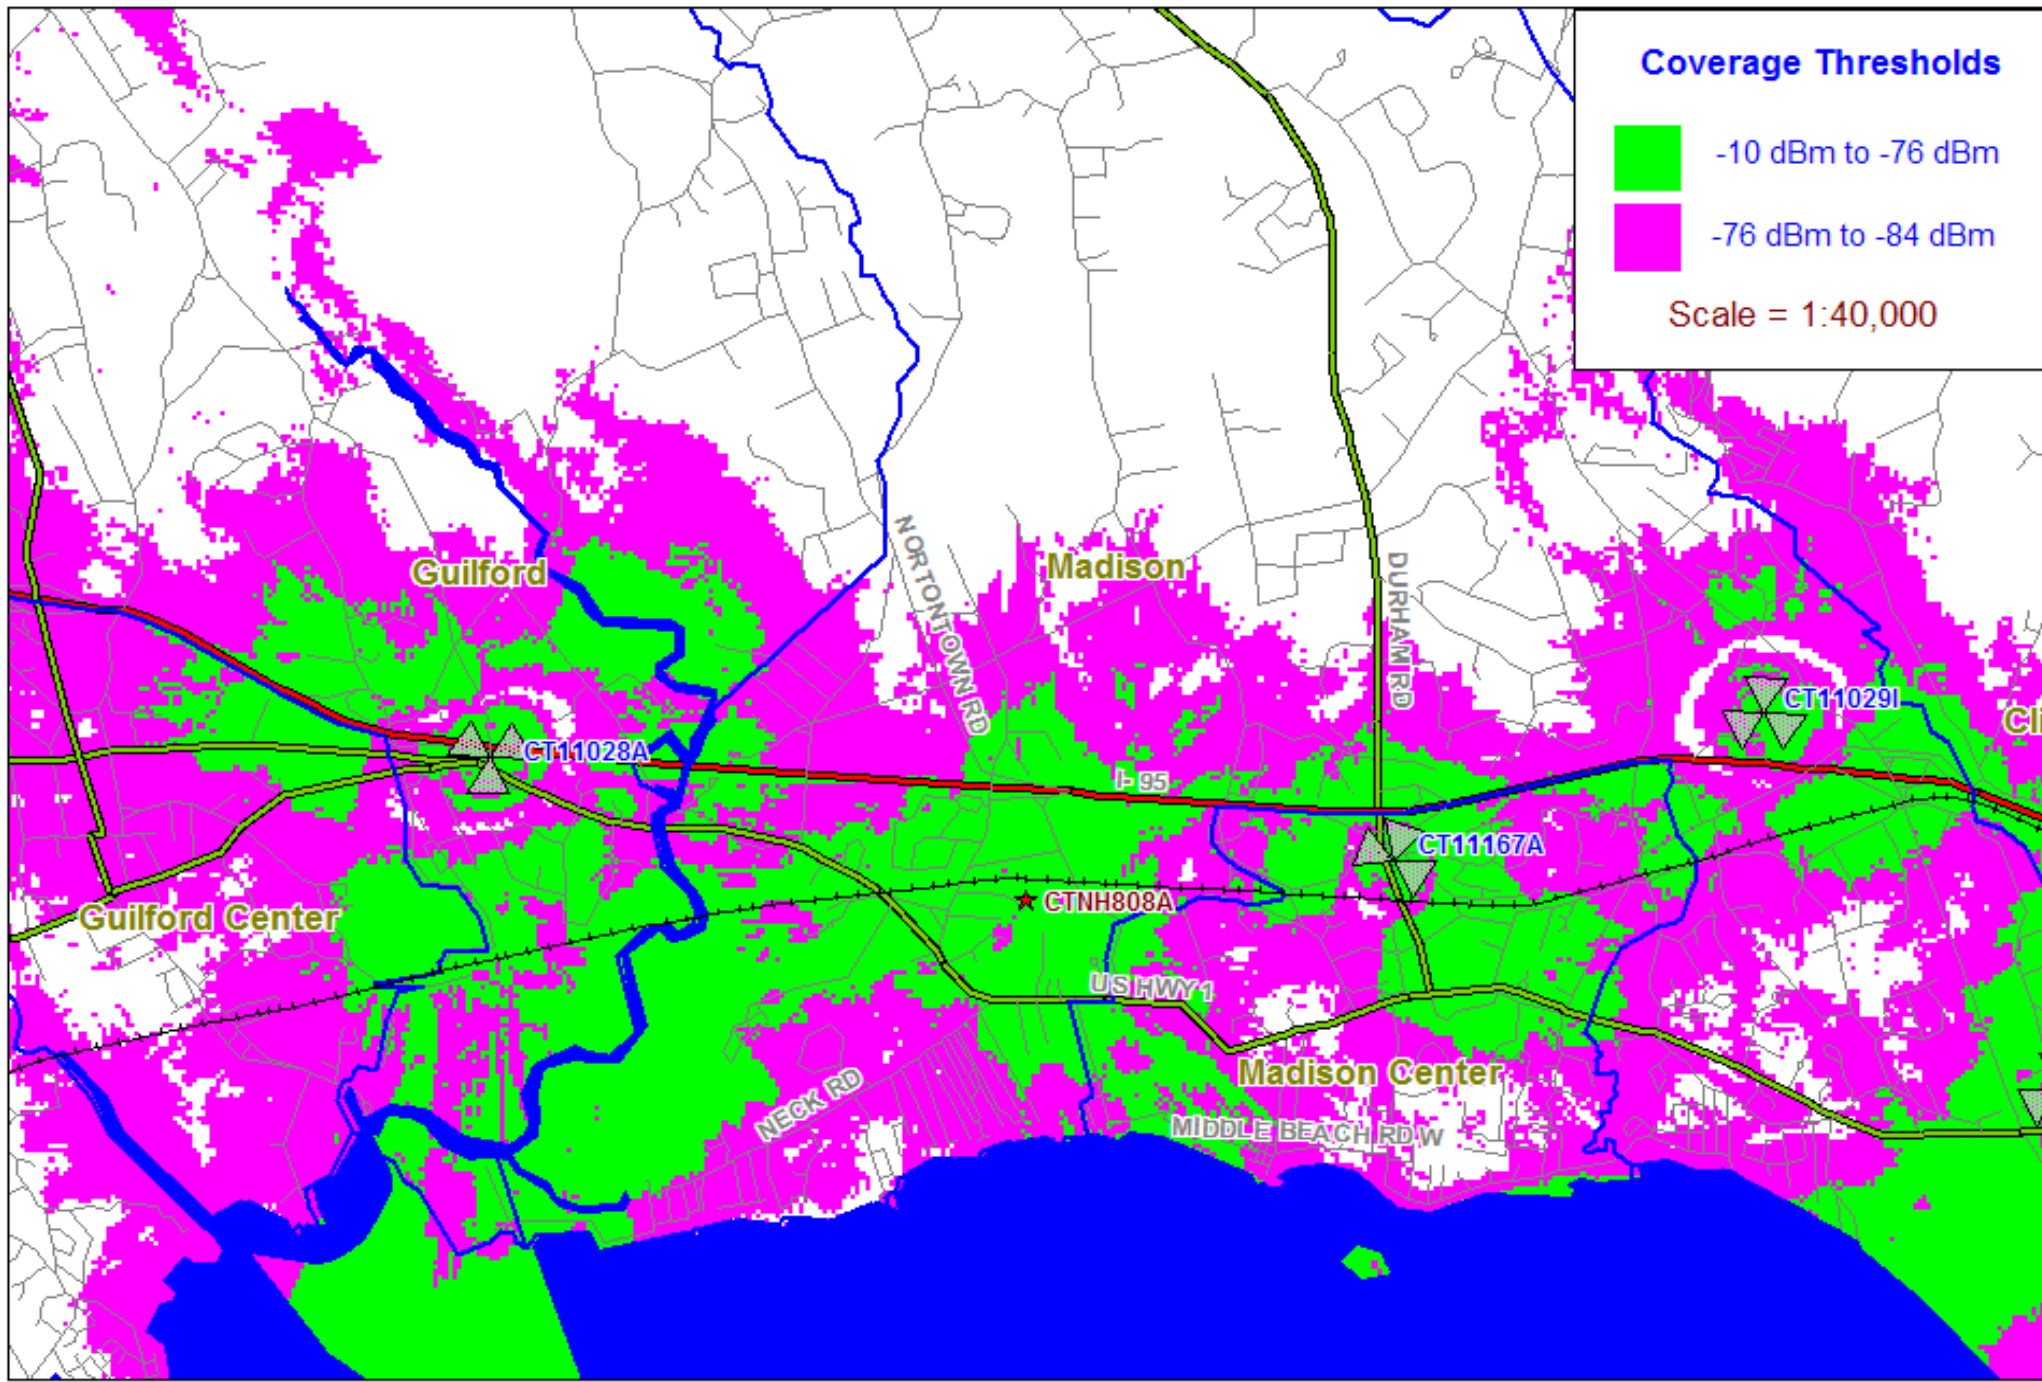 Coverage Thresholds
-10 dBm to -76 dBm
-76 dBm to -84 dBm
Scale = 1:40,000
Guilford
NORTONTOWN RD
Madison
DURHAM RD
CT11029I
Cli
CT11028A
I- 95
CT11167A
Guilford Center
CTNH808A
US HWY 1
Madison Center
NECK RD
MIDDLE BEACH RD W